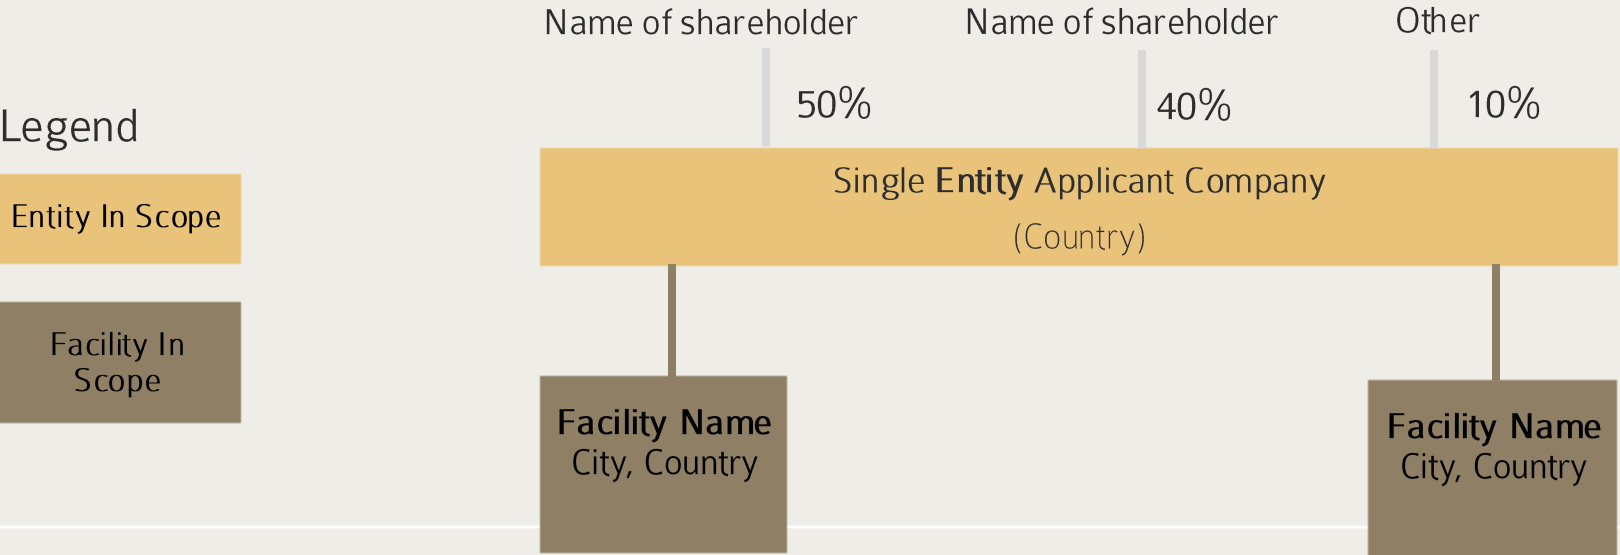 Name of shareholder
Name of shareholder
Other
50%
40%
10%
Legend
Entity In Scope
Facility In
Scope
Single Entity Applicant Company
(Country)
Facility Name
City, Country
Facility Name
City, Country